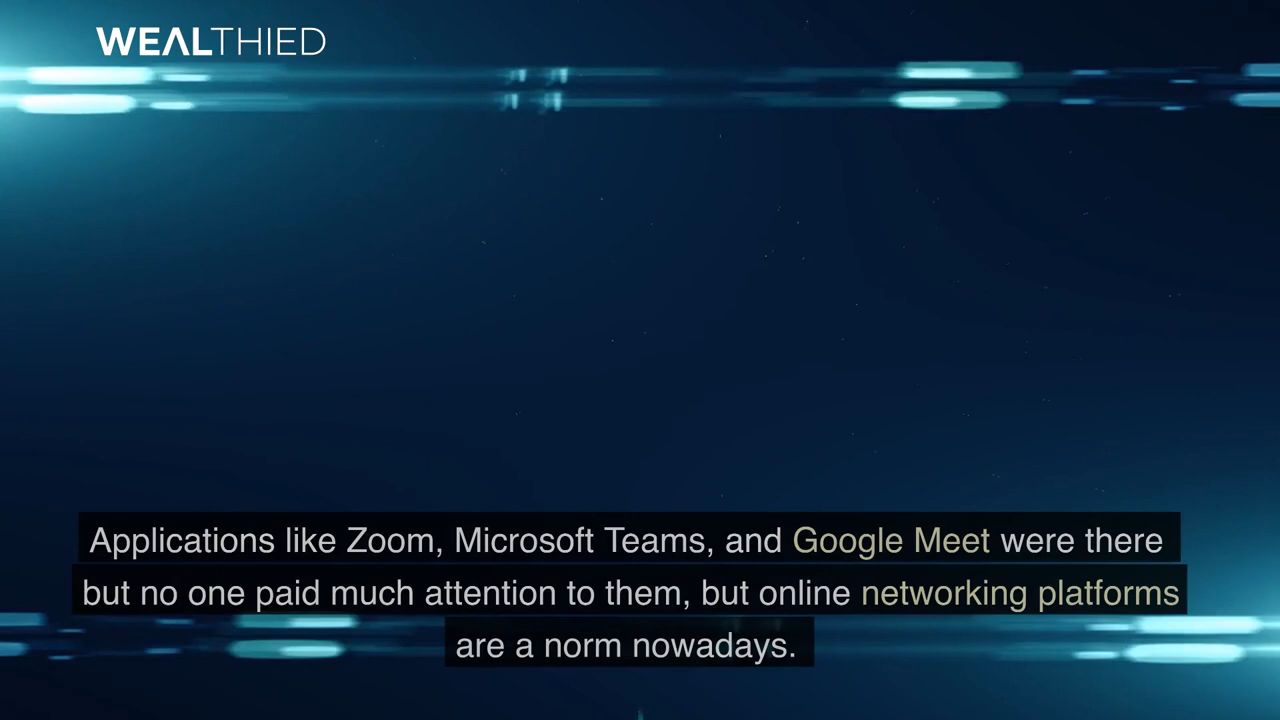 WEALTHIED
Applications like Zoom, Microsoft Teams, and Google Meet were there
but no one paid much attention to them, but online networking platforms
are a norm nowadays.